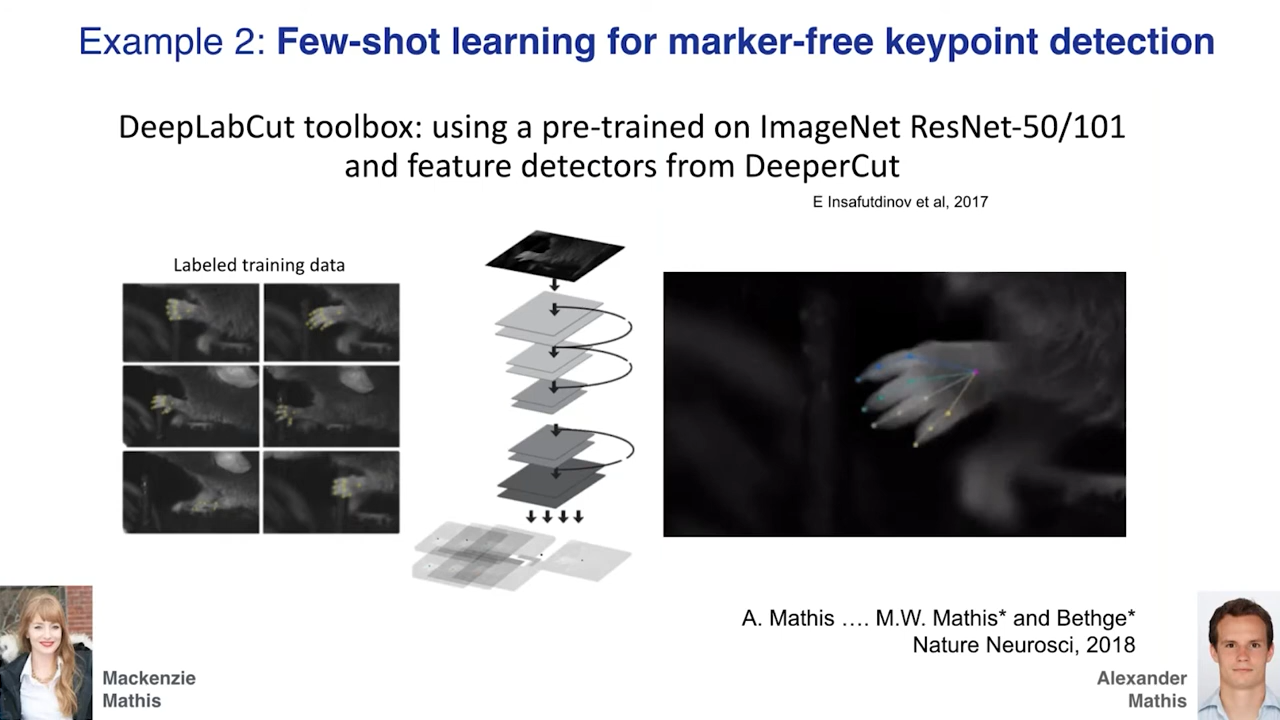 Example 2: Few-shot learning for marker-free keypoint detection
DeepLabCut toolbox: using a pre-trained on ImageNet ResNet-50/101
and feature detectors from DeeperCut
E Insafutdinov et al, 2017
Labeled training data
A. Mathis …. M.W. Mathis* and Bethge*
Nature Neurosci, 2018
Mackenzie
Mathis
Alexander
Mathis